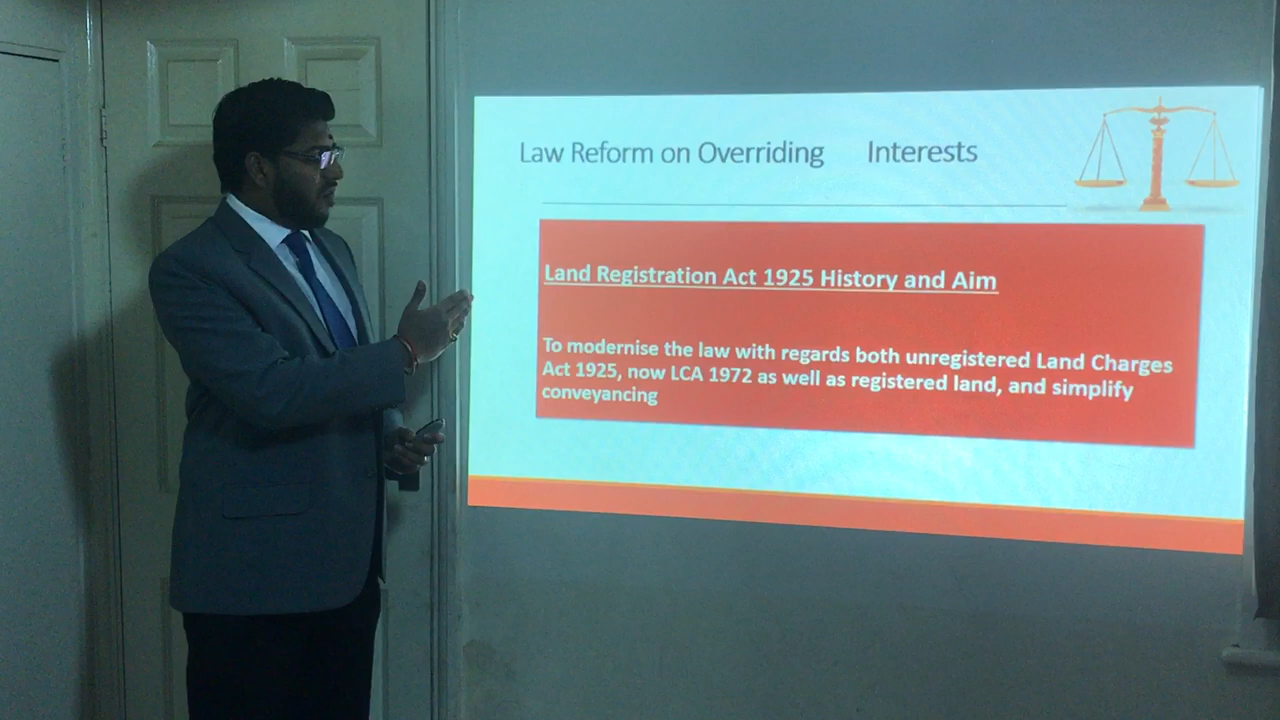 Law Reform on Overriding Interests
Land Registration Act 1925 History and Aim
To modernise the law with regards both unregistered Land Charges
Act 1925, now LCA 1972 as well as registered land, and simplify
conveyancing